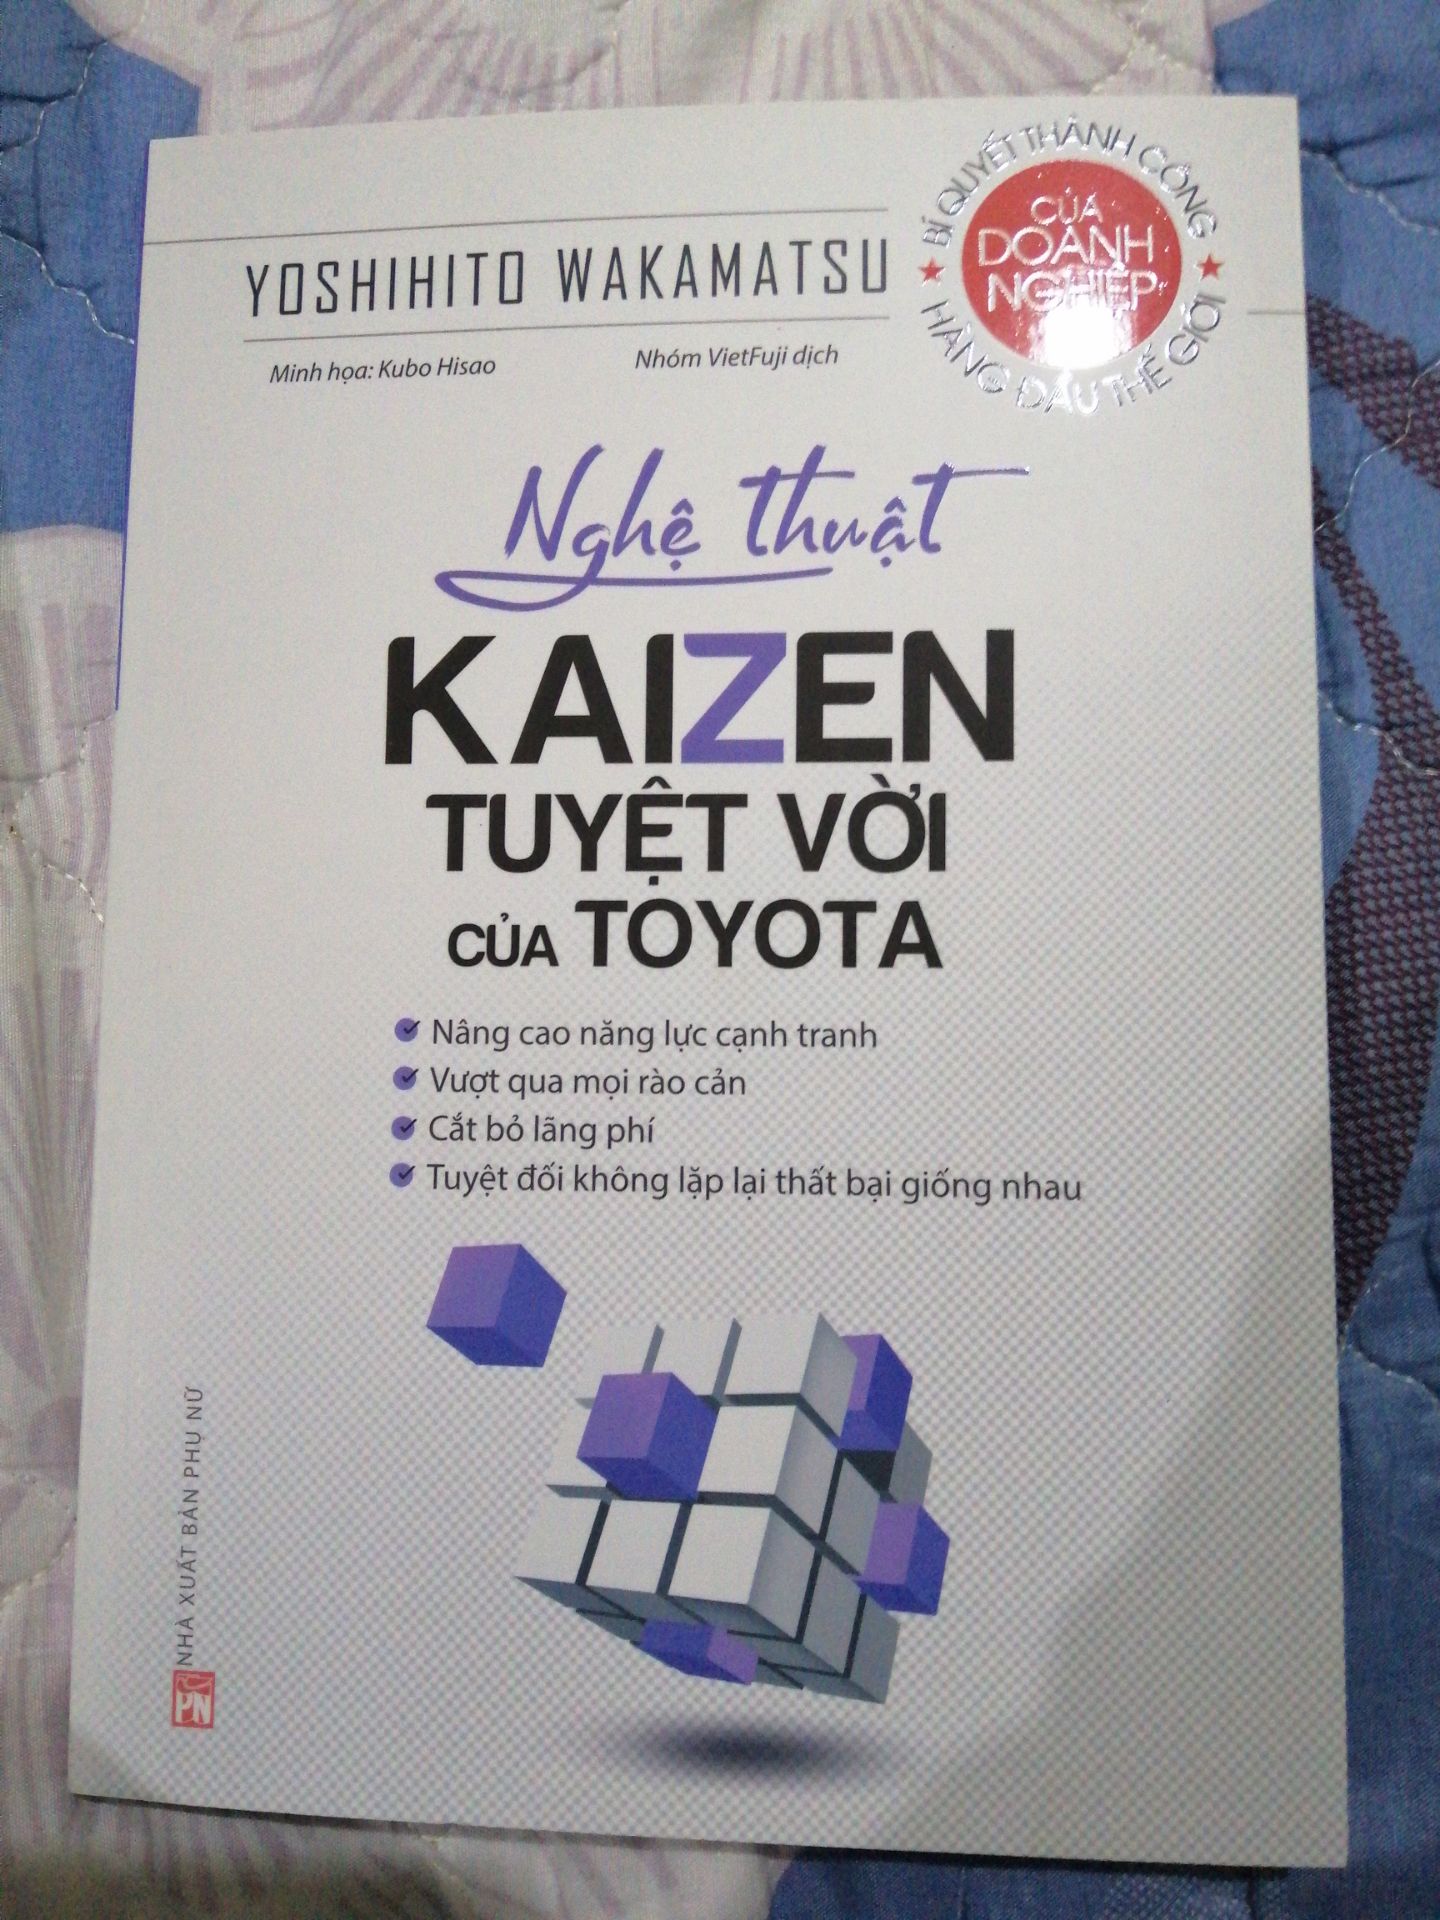 YOSHIHITO WAKAMATSU
Minh họa: Kubo Hisao
Nhóm VietFuji dịch
BÍ QUYẾT THÀNH CÔNG
CỦA
DOANH
NGHIỆP
HÀNG ĐẦU THẾ GIỚI
Nghệ thuật
KAIZEN
TUYỆT VỜI
CỦA TOYOTA
Nâng cao năng lực cạnh tranh
Vượt qua mọi rào cản
Cắt bỏ lãng phí
Tuyệt đối không lặp lại thất bại giống nhau
NHÀ XUẤT BẢN PHỤ NỮ
PN